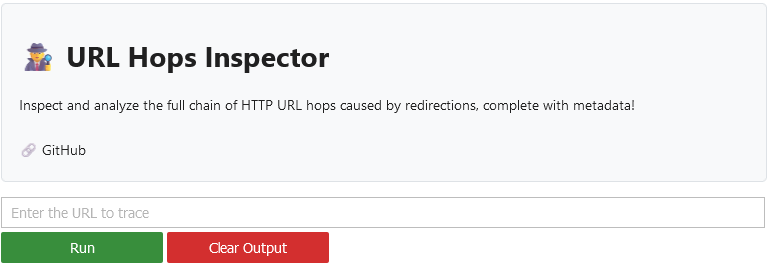 URL Hops Inspector
Inspect and analyze the full chain of HTTP URL hops caused by redirections, complete with metadata!
GitHub
Enter the URL to trace
Run
Clear Output